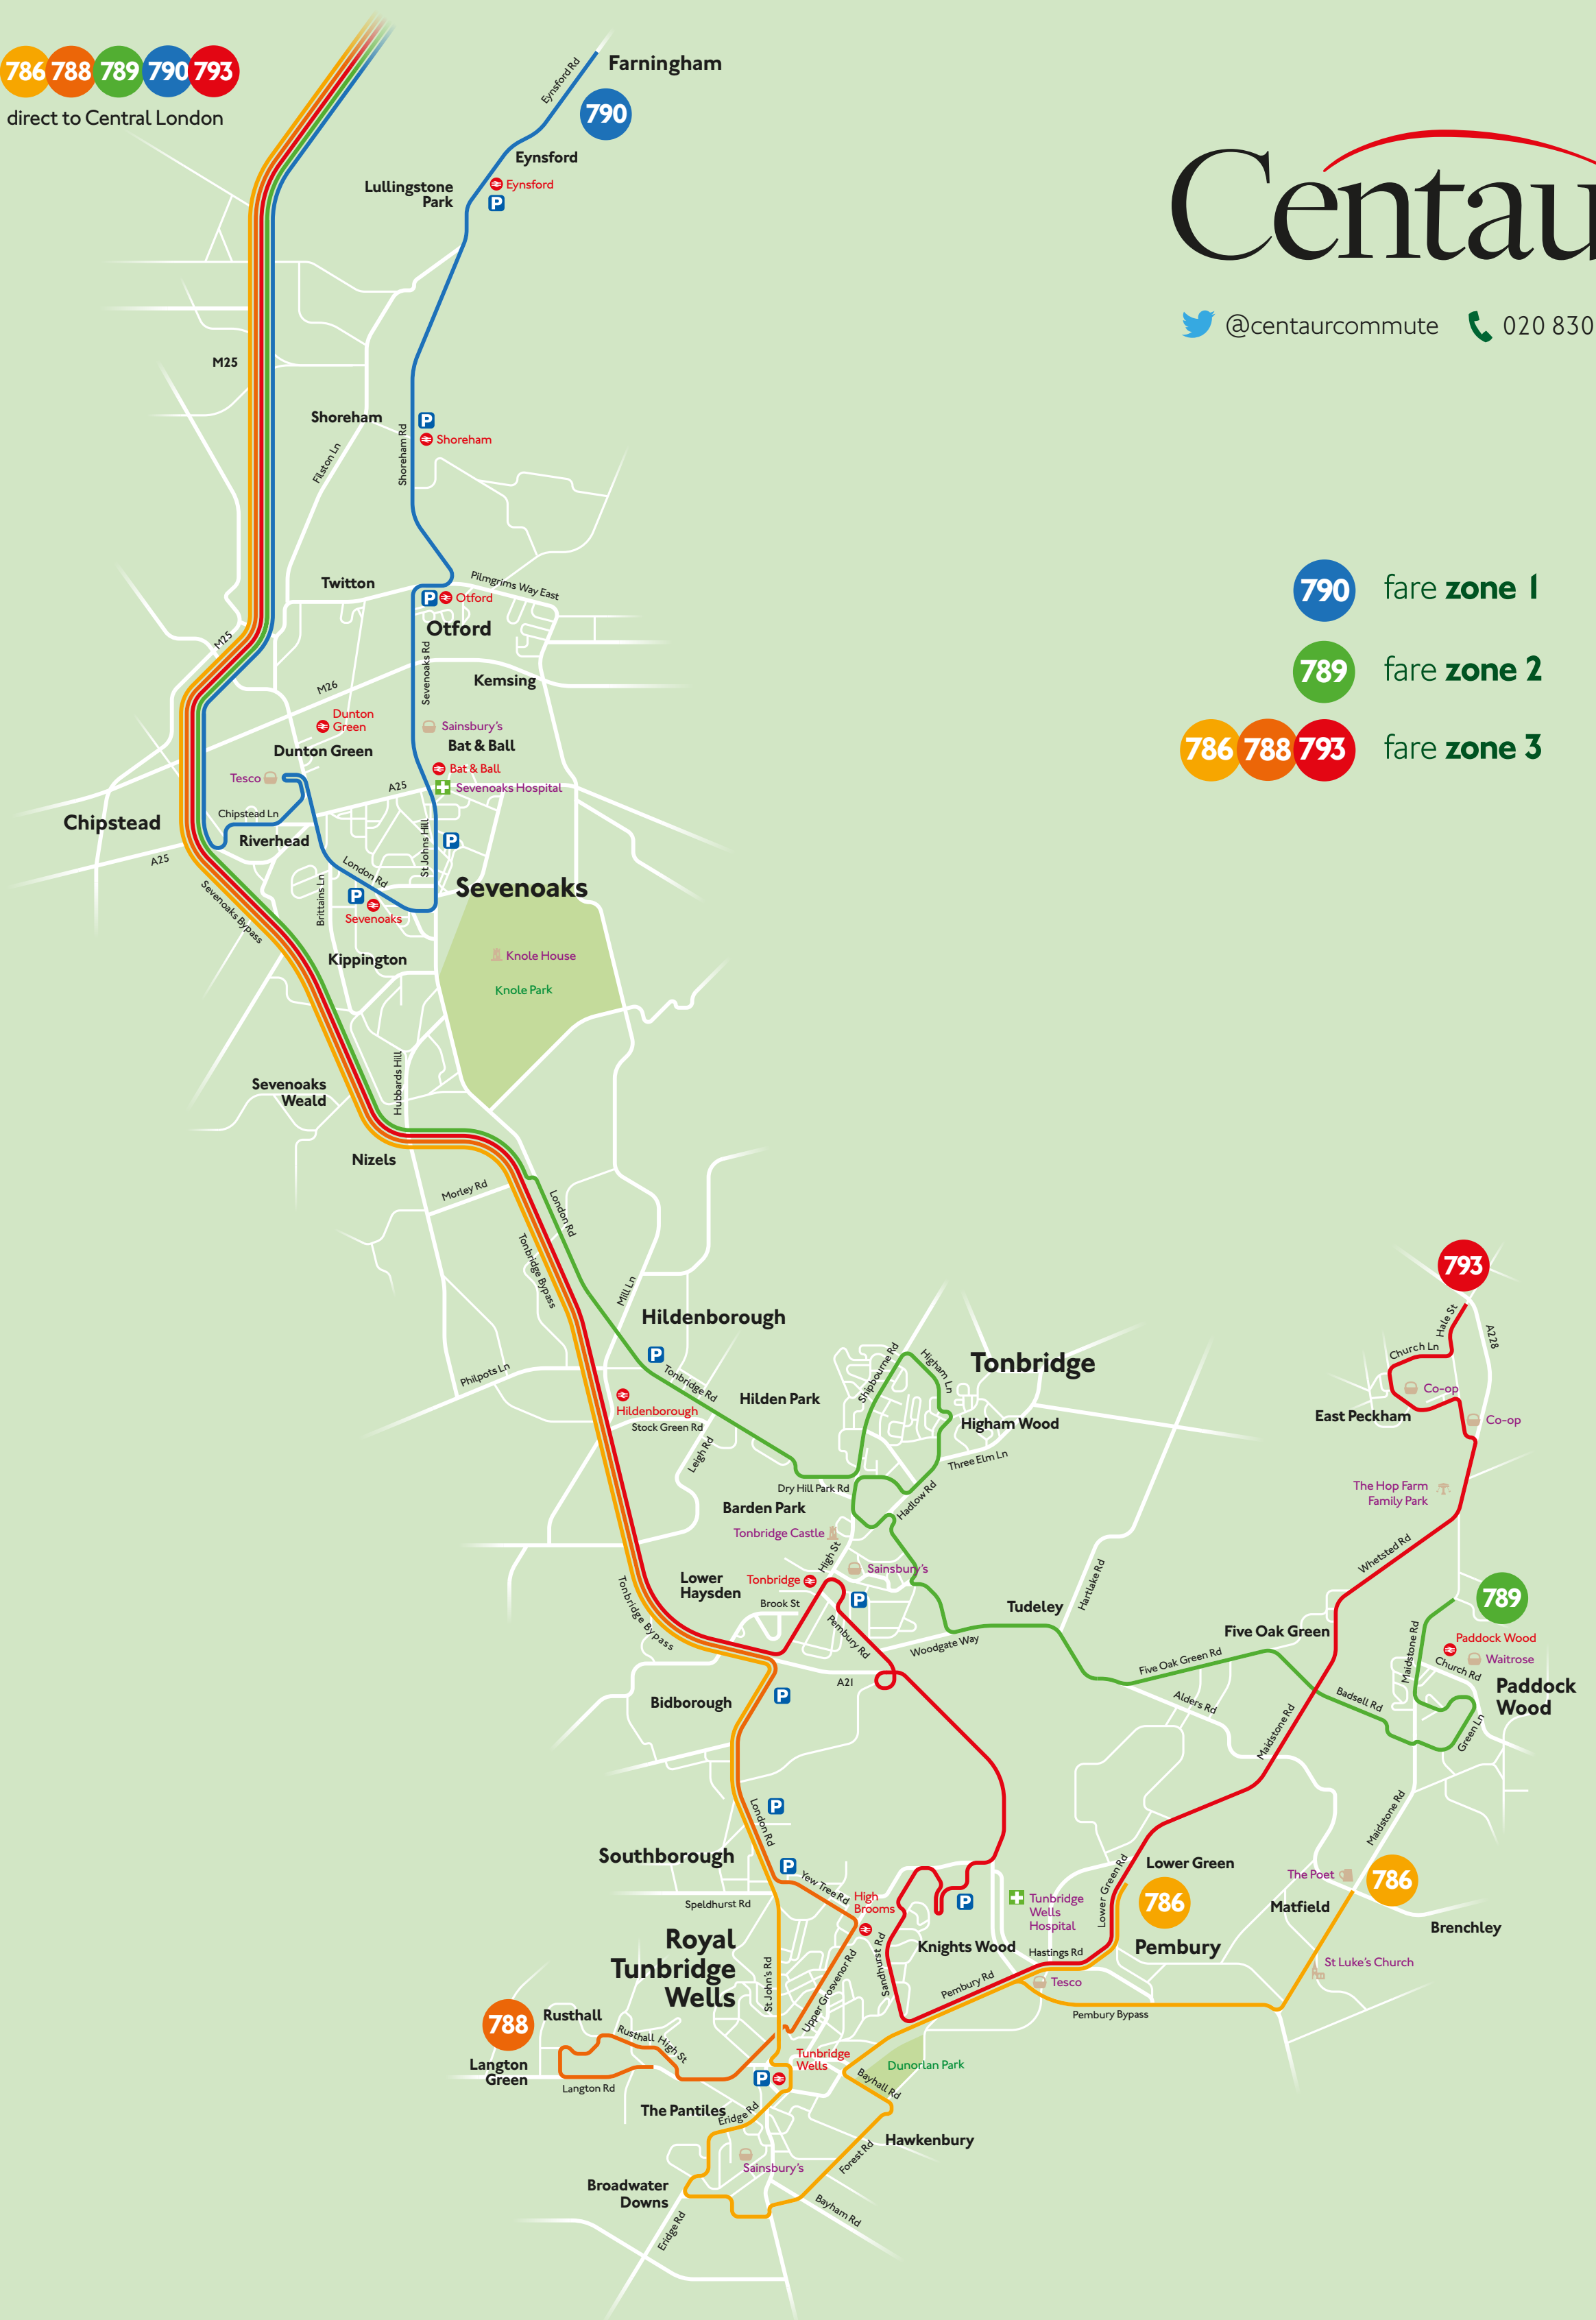 786 788 789 790 793
direct to Central London
Farningham
790
Eynsford Rd
Eynsford
Eynsford
P
Lullingstone
Park
Centau
@centaurcommute
020 830
M25
Shoreham
P
Shoreham
Shoreham Rd
Filston Ln
790 fare zone 1
789 fare zone 2
786 788 793 fare zone 3
Twitton
Pilmgrims Way East
P
Otford
Otford
M25
Sevenoaks Rd
M26
Kemsing
Dunton
Green
Sainsbury's
Dunton Green
Bat & Ball
Bat & Ball
Tesco
A25
Sevenoaks Hospital
Chipstead Ln
Chipstead
Riverhead
P
St Johns Hill
A25
London Rd
Sevenoaks
P
Brittains Ln
Sevenoaks
Sevenoaks Bypass
Kippington
Knole House
Knole Park
Hubbards Hill
Sevenoaks
Weald
Nizels
Morley Rd
London Rd
Tonbridge Bypass
793
Mill Ln
Hale St
A228
Hildenborough
P
Church Ln
Philpots Ln
Tonbridge Rd
Shipbourne Rd
Higham Ln
Tonbridge
Hildenborough
Hilden Park
Co-op
Stock Green Rd
Higham Wood
East Peckham
Co-op
Leigh Rd
Three Elm Ln
Dry Hill Park Rd
Hadlow Rd
The Hop Farm
Family Park
Barden Park
Tonbridge Castle
High St
Whetsted Rd
Sainsbury's
Lower
Haysden
Tonbridge
Hartlake Rd
Brook St
P
Tudeley
789
Tonbridge Bypass
Pembury Rd
Woodgate Way
Five Oak Green
Maidstone Rd
Paddock Wood
Waitrose
Five Oak Green Rd
Church Rd
A21
Bidborough
P
Alders Rd
Badsell Rd
Paddock
Wood
Maidstone Rd
Green Ln
P
London Rd
Maidstone Rd
Southborough
P
Yew Tree Rd
Lower Green
The Poet
786
Speldhurst Rd
High
Brooms
P
Tunbridge
Wells
Hospital
Lower Green Rd
786
Matfield
Brenchley
Royal
Tunbridge
Wells
Knights Wood
Hastings Rd
Pembury
Sandhurst Rd
St Luke's Church
St John's Rd
Upper Grosvenor Rd
Pembury Rd
Tesco
Pembury Bypass
788
Rusthall
Rusthall High St
Langton
Green
Tunbridge
Wells
P
Dunorlan Park
Langton Rd
Bayhall Rd
The Pantiles
Eridge Rd
Hawkenbury
Forest Rd
Sainsbury's
Broadwater
Downs
Bayham Rd
Eridge Rd